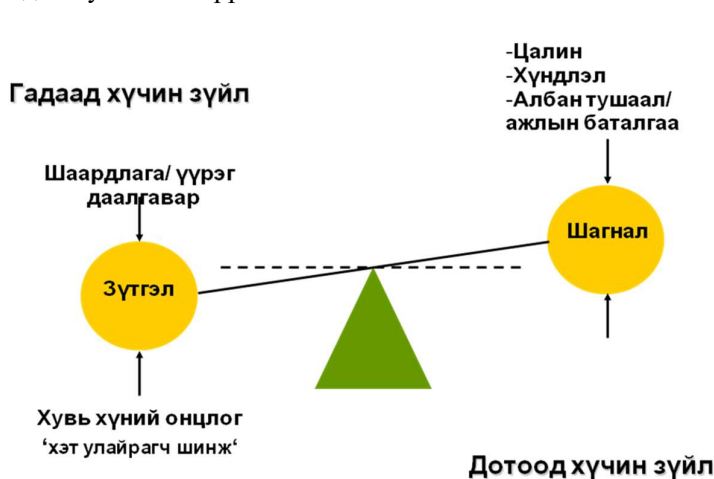 -Цалин
-Хүндлэл
-Албан тушаал/
ажлын баталгаа
Гадаад хүчин зүйл
Шаардлага/ үүрэг
даалгавар
Шагнал
Зүтгэл
Хувь хүний онцлог
‘хэт улайрагч шинж‘
Дотоод хүчин зүйл